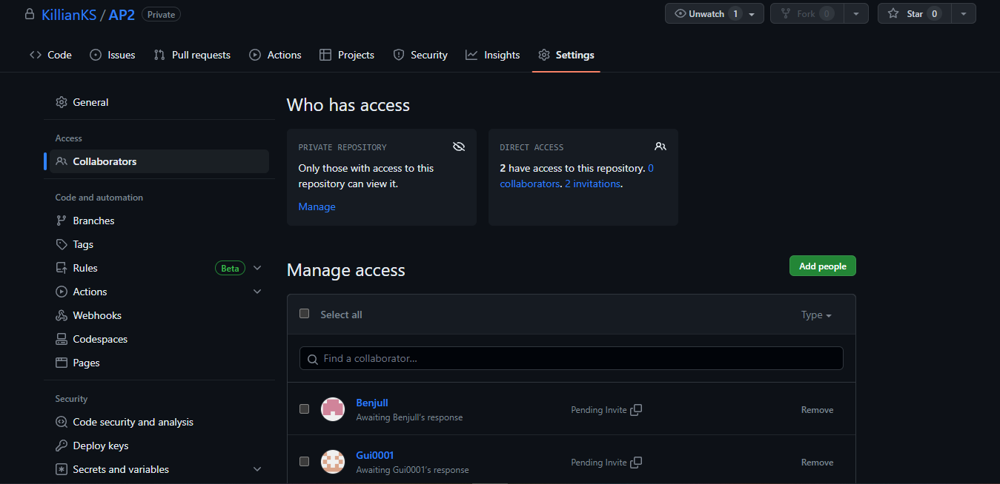 KillianKS / AP2 Private
Unwatch 1
Fork 0
Star 0
Code
Issues
Pull requests
Actions
Projects
Security
Insights
Settings
General
Access
Collaborators
Code and automation
Branches
Tags
Rules Beta
Actions
Webhooks
Codespaces
Pages
Security
Code security and analysis
Deploy keys
Secrets and variables
Who has access
PRIVATE REPOSITORY
Only those with access to this
repository can view it.
Manage
DIRECT ACCESS
2 have access to this repository. 0
collaborators. 2 invitations.
Manage access
Add people
Select all
Type
Find a collaborator...
Benjull
Awaiting Benjull's response
Pending Invite
Remove
Gui0001
Awaiting Gui0001's response
Pending Invite
Remove